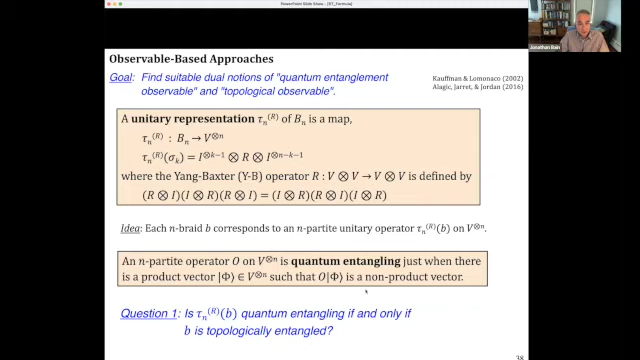 PowerPoint Slide Show - [RT_Formula]
Jonathan Bain
Observable-Based Approaches
Goal: Find suitable dual notions of "quantum entanglement
observable" and "topological observable".
Kauffman & Lomonaco (2002)
Alagic, Jarret, & Jordan (2016)
A unitary representation τₙ⁽ᴿ⁾ of Bₙ is a map,
τₙ⁽ᴿ⁾ : Bₙ → V^⊗n
τₙ⁽ᴿ⁾(σₖ) = I^⊗k−1 ⊗ R ⊗ I^⊗n−k−1
where the Yang-Baxter (Y-B) operator R : V ⊗ V → V ⊗ V is defined by
(R ⊗ I)(I ⊗ R)(R ⊗ I) = (I ⊗ R)(R ⊗ I)(I ⊗ R)
Idea: Each n-braid b corresponds to an n-partite unitary operator τₙ⁽ᴿ⁾(b) on V^⊗n.
An n-partite operator O on V^⊗n is quantum entangling just when there
is a product vector |Φ⟩ ∈ V^⊗n such that O|Φ⟩ is a non-product vector.
Question 1: Is τₙ⁽ᴿ⁾(b) quantum entangling if and only if
b is topologically entangled?
38